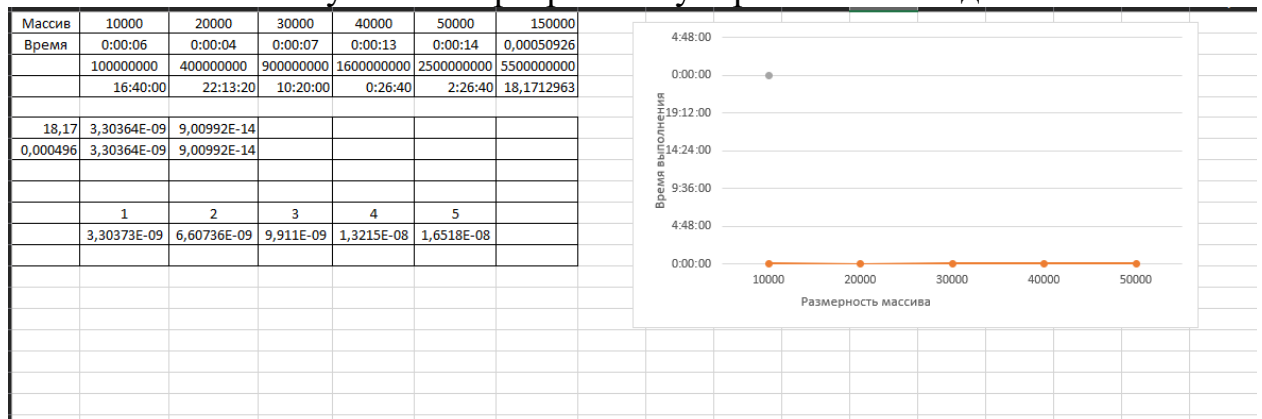 Массив 10000 20000 30000 40000 50000 150000
Время 0:00:06 0:00:04 0:00:07 0:00:13 0:00:14 0,00050926
100000000 400000000 900000000 1600000000 2500000000 5500000000
16:40:00 22:13:20 10:20:00 0:26:40 2:26:40 18,1712963
18,17 3,30364E-09 9,00992E-14
0,000496 3,30364E-09 9,00992E-14
1 2 3 4 5
3,30373E-09 6,60736E-09 9,911E-09 1,3215E-08 1,6518E-08
4:48:00
0:00:00
19:12:00
14:24:00
9:36:00
4:48:00
0:00:00
Время выполнения
10000 20000 30000 40000 50000
Размерность массива